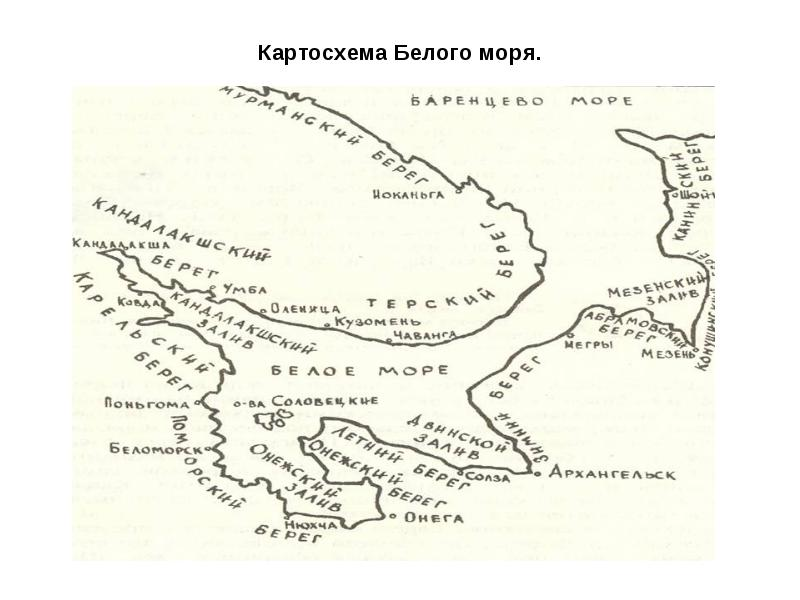 Картосхема Белого моря.
БАРЕНЦЕВО МОРЕ
МУРМАНСКИЙ БЕРЕГ
ИОКАНЬГА
КАНИНСКИЙ БЕРЕГ
КАНДАЛАКШСКИЙ БЕРЕГ
КАНДАЛАКША
УМБА
КОВДА
КАНДАЛАКШСКИЙ ЗАЛИВ
ОЛЕНИЦА
КУЗОМЕНЬ
ЧАВАНГА
ТЕРСКИЙ БЕРЕГ
МЕЗЕНСКИЙ ЗАЛИВ
АБРАМОВСКИЙ БЕРЕГ
МЕГРЫ
МЕЗЕНЬ
КОНУШИНСКИЙ БЕРЕГ
КАРЕЛЬСКИЙ БЕРЕГ
БЕЛОЕ МОРЕ
ПОНЬГОМА
О-ВА СОЛОВЕЦКИЕ
БЕЛОМОРСК
ПОМОРСКИЙ БЕРЕГ
ОНЕЖСКИЙ ЗАЛИВ
ЛЕТНИЙ БЕРЕГ
ОНЕЖСКИЙ БЕРЕГ
ДВИНСКОЙ ЗАЛИВ
ЗИМНИЙ БЕРЕГ
СОЛЗА
АРХАНГЕЛЬСК
НЮХЧА
ОНЕГА